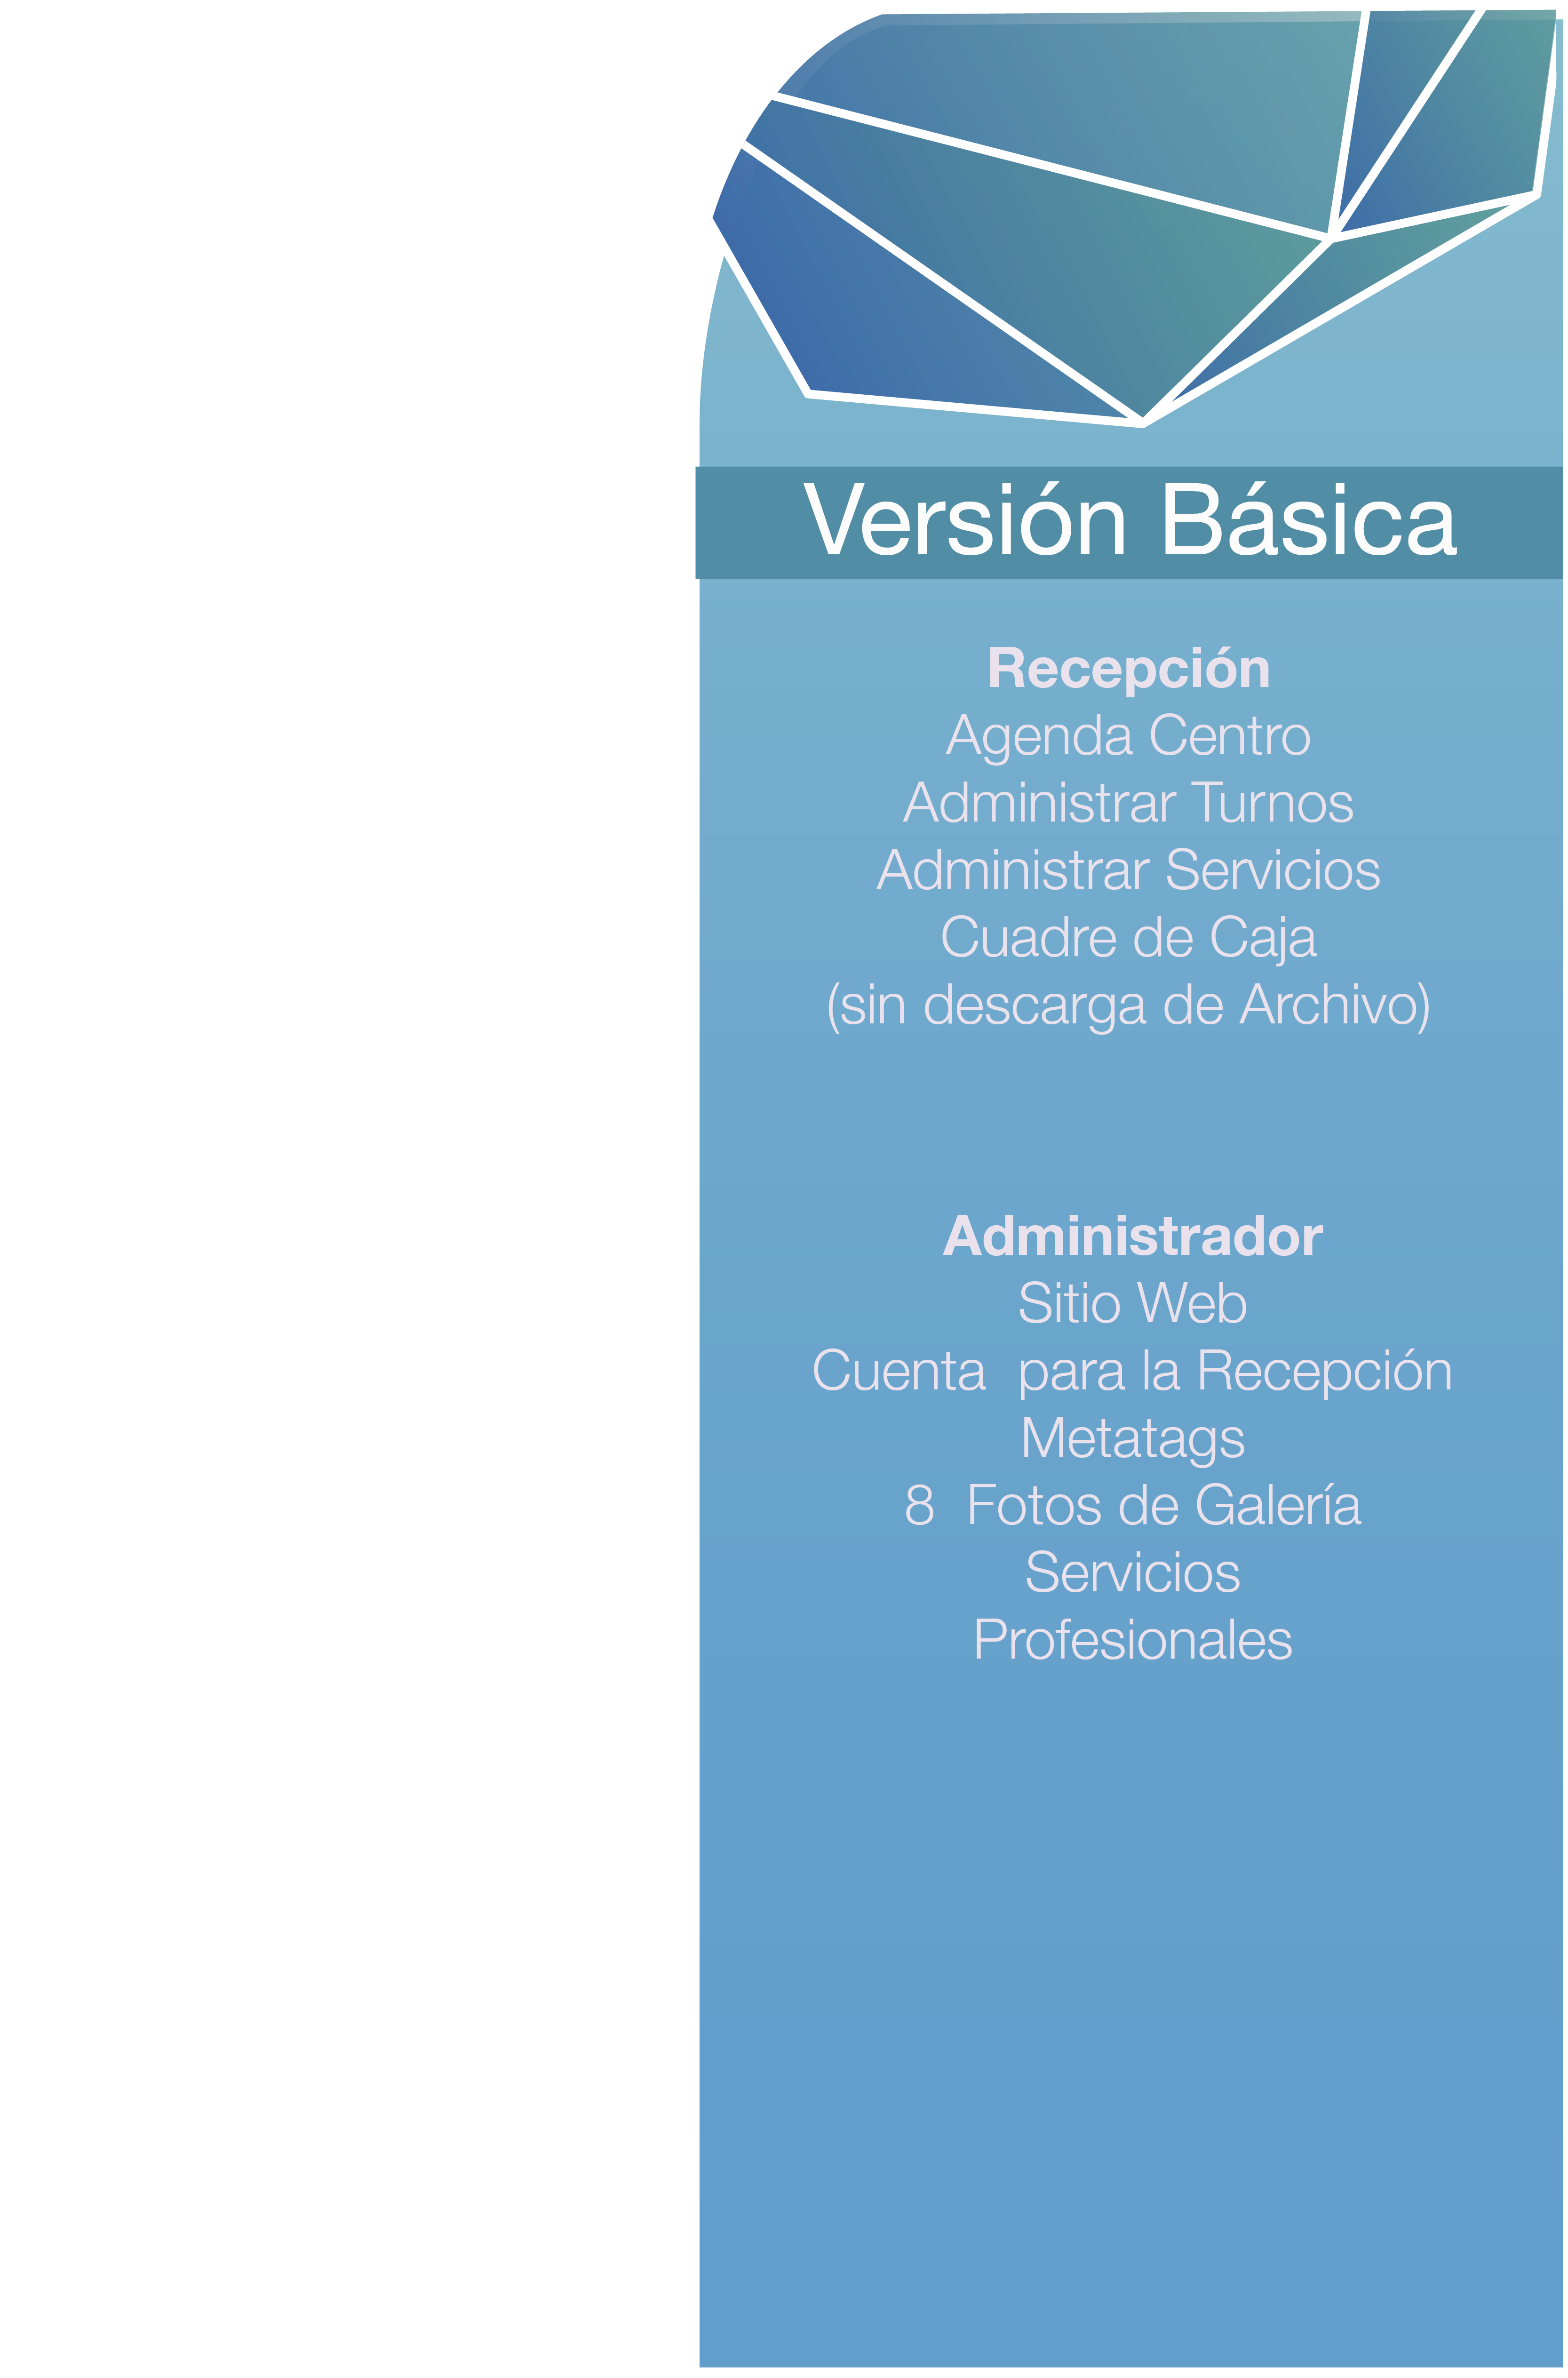 Versión Básica
Recepción
Agenda Centro
Administrar Turnos
Administrar Servicios
Cuadre de Caja
(sin descarga de Archivo)
Administrador
Sitio Web
Cuenta  para la Recepción
Metatags
8  Fotos de Galería
Servicios
Profesionales